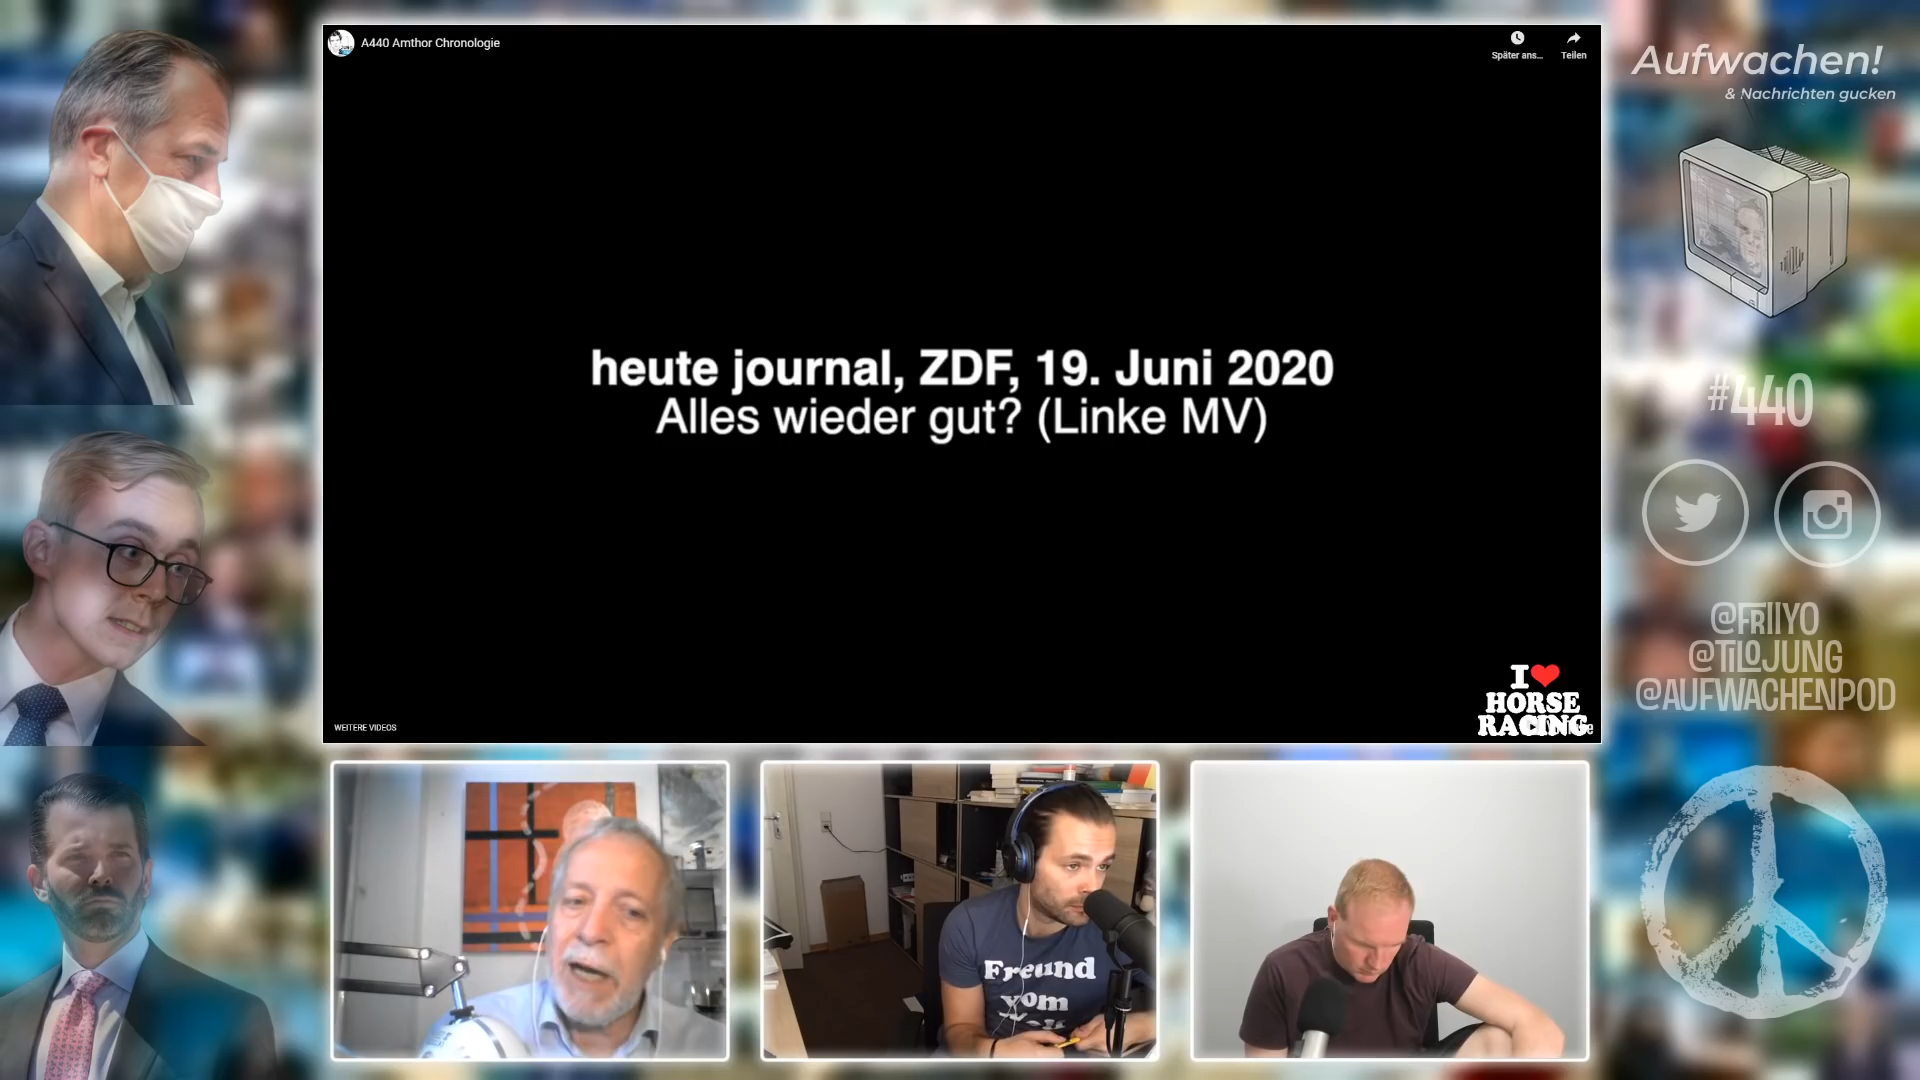 A440 Amthor Chronologie
Später ans...
Teilen
heute journal, ZDF, 19. Juni 2020
Alles wieder gut? (Linke MV)
WEITERE VIDEOS
I
HORSE
RACING
Aufwachen!
& Nachrichten gucken
#440
@FRIIYO
@TILOJUNG
@AUFWACHENPOD
Freund
vom